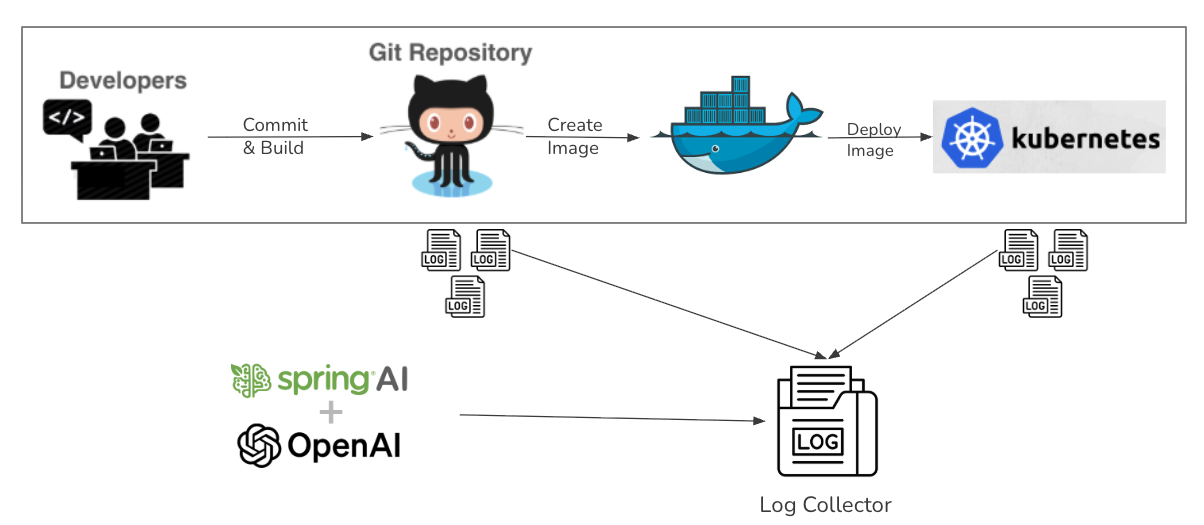 Git Repository
Developers
</>
Commit
& Build
Create
Image
Deploy
Image
kubernetes
LOG
LOG
LOG
LOG
LOG
LOG
spring® AI
+
OpenAI
LOG
Log Collector